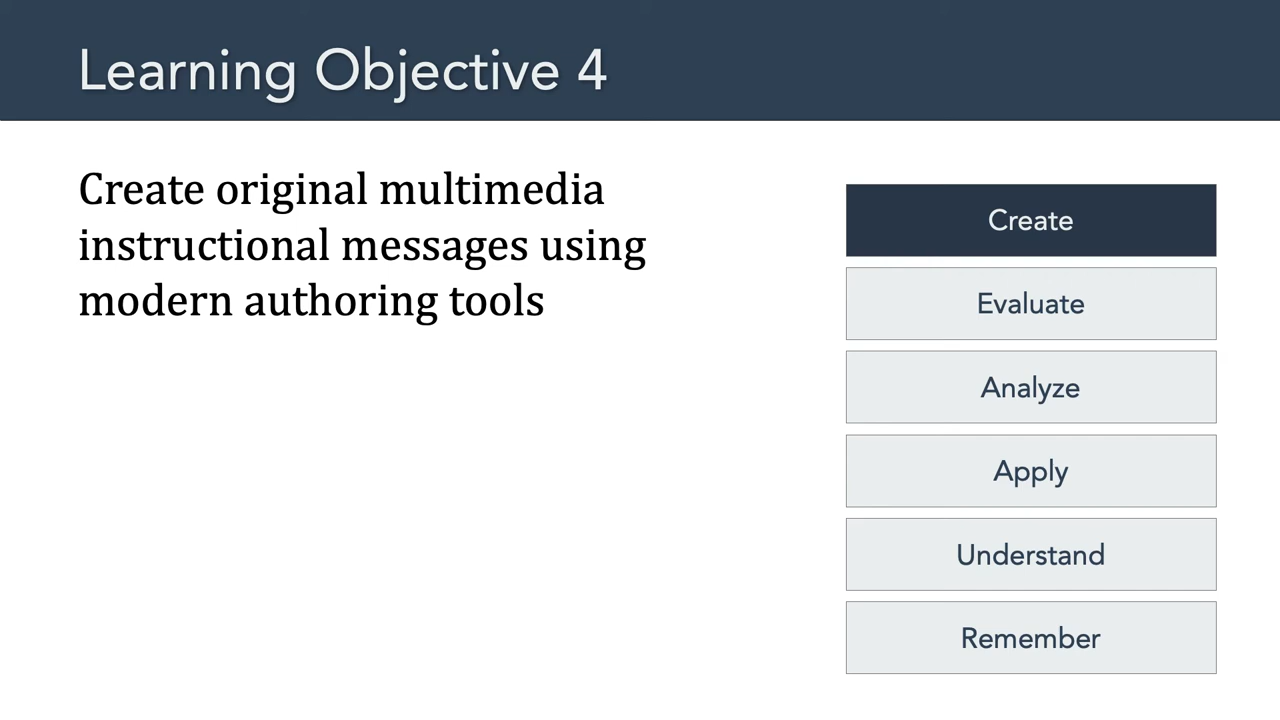 Learning Objective 4
Create original multimedia
instructional messages using
modern authoring tools
Create
Evaluate
Analyze
Apply
Understand
Remember